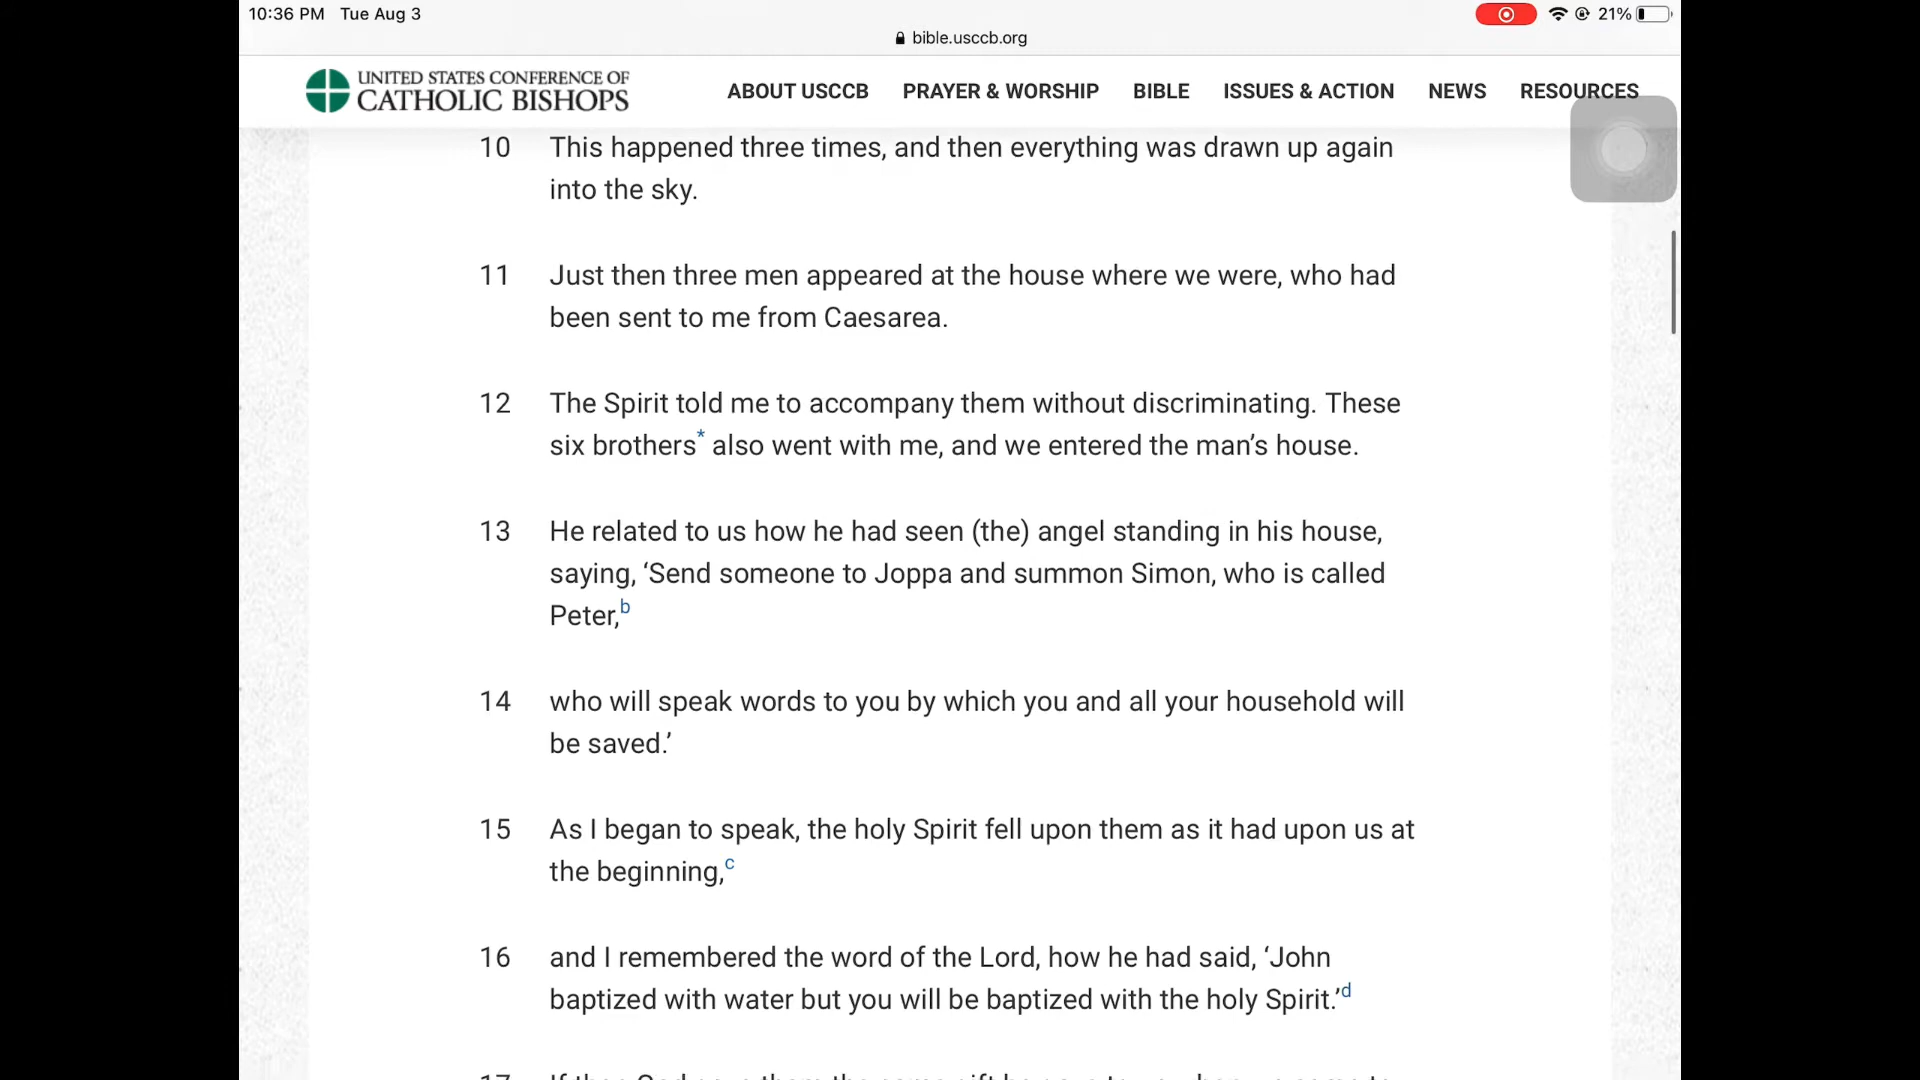 10:36 PM Tue Aug 3
21%
bible.usccb.org
UNITED STATES CONFERENCE OF
CATHOLIC BISHOPS
ABOUT USCCB PRAYER & WORSHIP BIBLE ISSUES & ACTION NEWS RESOURCES
10 This happened three times, and then everything was drawn up again
into the sky.
11 Just then three men appeared at the house where we were, who had
been sent to me from Caesarea.
12 The Spirit told me to accompany them without discriminating. These
six brothers* also went with me, and we entered the man’s house.
13 He related to us how he had seen (the) angel standing in his house,
saying, ‘Send someone to Joppa and summon Simon, who is called
Peter,b
14 who will speak words to you by which you and all your household will
be saved.’
15 As I began to speak, the holy Spirit fell upon them as it had upon us at
the beginning,c
16 and I remembered the word of the Lord, how he had said, ‘John
baptized with water but you will be baptized with the holy Spirit.’d